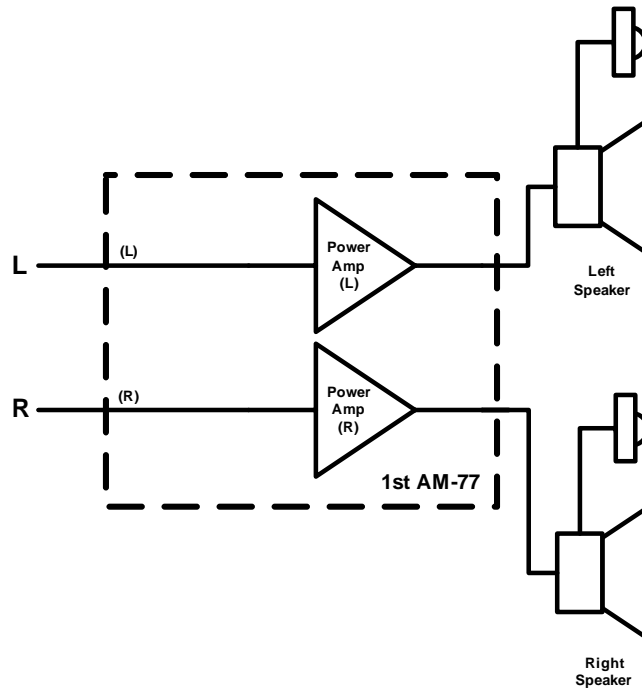 L
(L)
Power
Amp
(L)
Left
Speaker
R
(R)
Power
Amp
(R)
1st AM-77
Right
Speaker